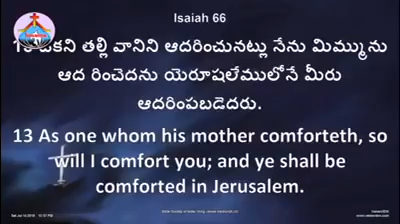 Isaiah 66
13 ఒకని తల్లి వానిని ఆదరించునట్లు నేను మిమ్మును
ఆద రించెదను యెరూషలేములోనే మీరు
ఆదరింపబడెదరు.
13 As one whom his mother comforteth, so
will I comfort you; and ye shall be
comforted in Jerusalem.